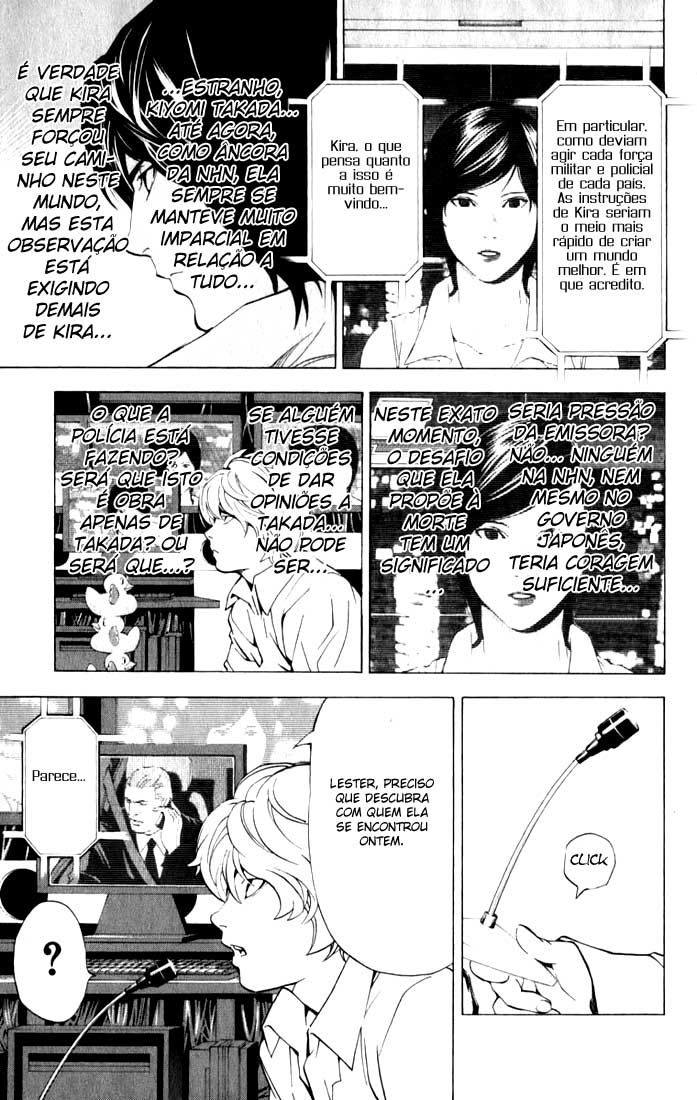 Em particular,
como deviam
agir cada força
militar e policial
de cada país.
As instruções
de Kira seriam
o meio mais
rápido de criar
um mundo
melhor. É em
que acredito.
Kira, o que
pensa quanto
a isso é
muito bem-
vindo...
...ESTRANHO,
KIYOMI TAKADA...
ATÉ AGORA,
COMO ÂNCORA
DA NHN, ELA
SEMPRE SE
MANTEVE MUITO
IMPARCIAL EM
RELAÇÃO A
TUDO...
É VERDADE
QUE KIRA
SEMPRE
FORÇOU
SEU CAMI-
NHO NESTE
MUNDO,
MAS ESTA
OBSERVAÇÃO
ESTÁ
EXIGINDO
DEMAIS
DE KIRA...
SERIA PRESSÃO
DA EMISSORA?
NÃO... NINGUÉM
NA NHN, NEM
MESMO NO
GOVERNO
JAPONÊS,
TERIA CORAGEM
SUFICIENTE...
NESTE EXATO
MOMENTO,
O DESAFIO
QUE ELA
PROPÕE À
MORTE
TEM UM
SIGNIFICADO
...
SE ALGUÉM
TIVESSE
CONDIÇÕES
DE DAR
OPINIÕES À
TAKADA...
NÃO PODE
SER...
O QUE A
POLÍCIA ESTÁ
FAZENDO?
SERÁ QUE ISTO
É OBRA
APENAS DE
TAKADA? OU
SERÁ QUE....?
CLICK
LESTER, PRECISO
QUE DESCUBRA
COM QUEM ELA
SE ENCONTROU
ONTEM.
Parece...
?